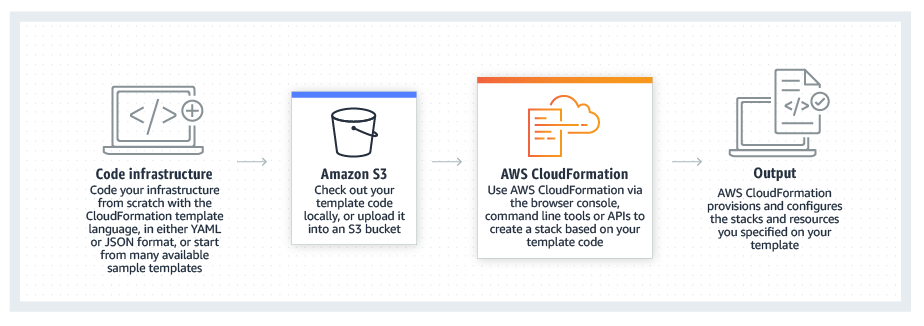 </>
</>
Code infrastructure
Code your infrastructure
from scratch with the
CloudFormation template
language, in either YAML
or JSON format, or start
from many available
sample templates
Amazon S3
Check out your
template code
locally, or upload it
into an S3 bucket
AWS CloudFormation
Use AWS CloudFormation via
the browser console,
command line tools or APIs to
create a stack based on your
template code
Output
AWS CloudFormation
provisions and configures
the stacks and resources
you specified on your
template